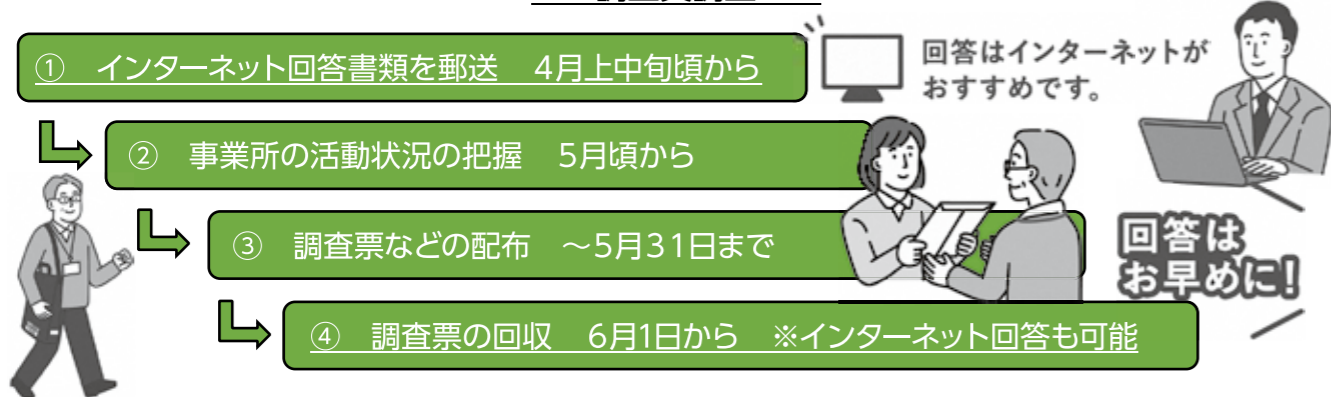 ① インターネット回答書類を郵送 4月上中旬頃から
回答はインターネットが
おすすめです。
② 事業所の活動状況の把握 5月頃から
③ 調査票などの配布 ~5月31日まで
回答は
お早めに!
④ 調査票の回収 6月1日から ※インターネット回答も可能